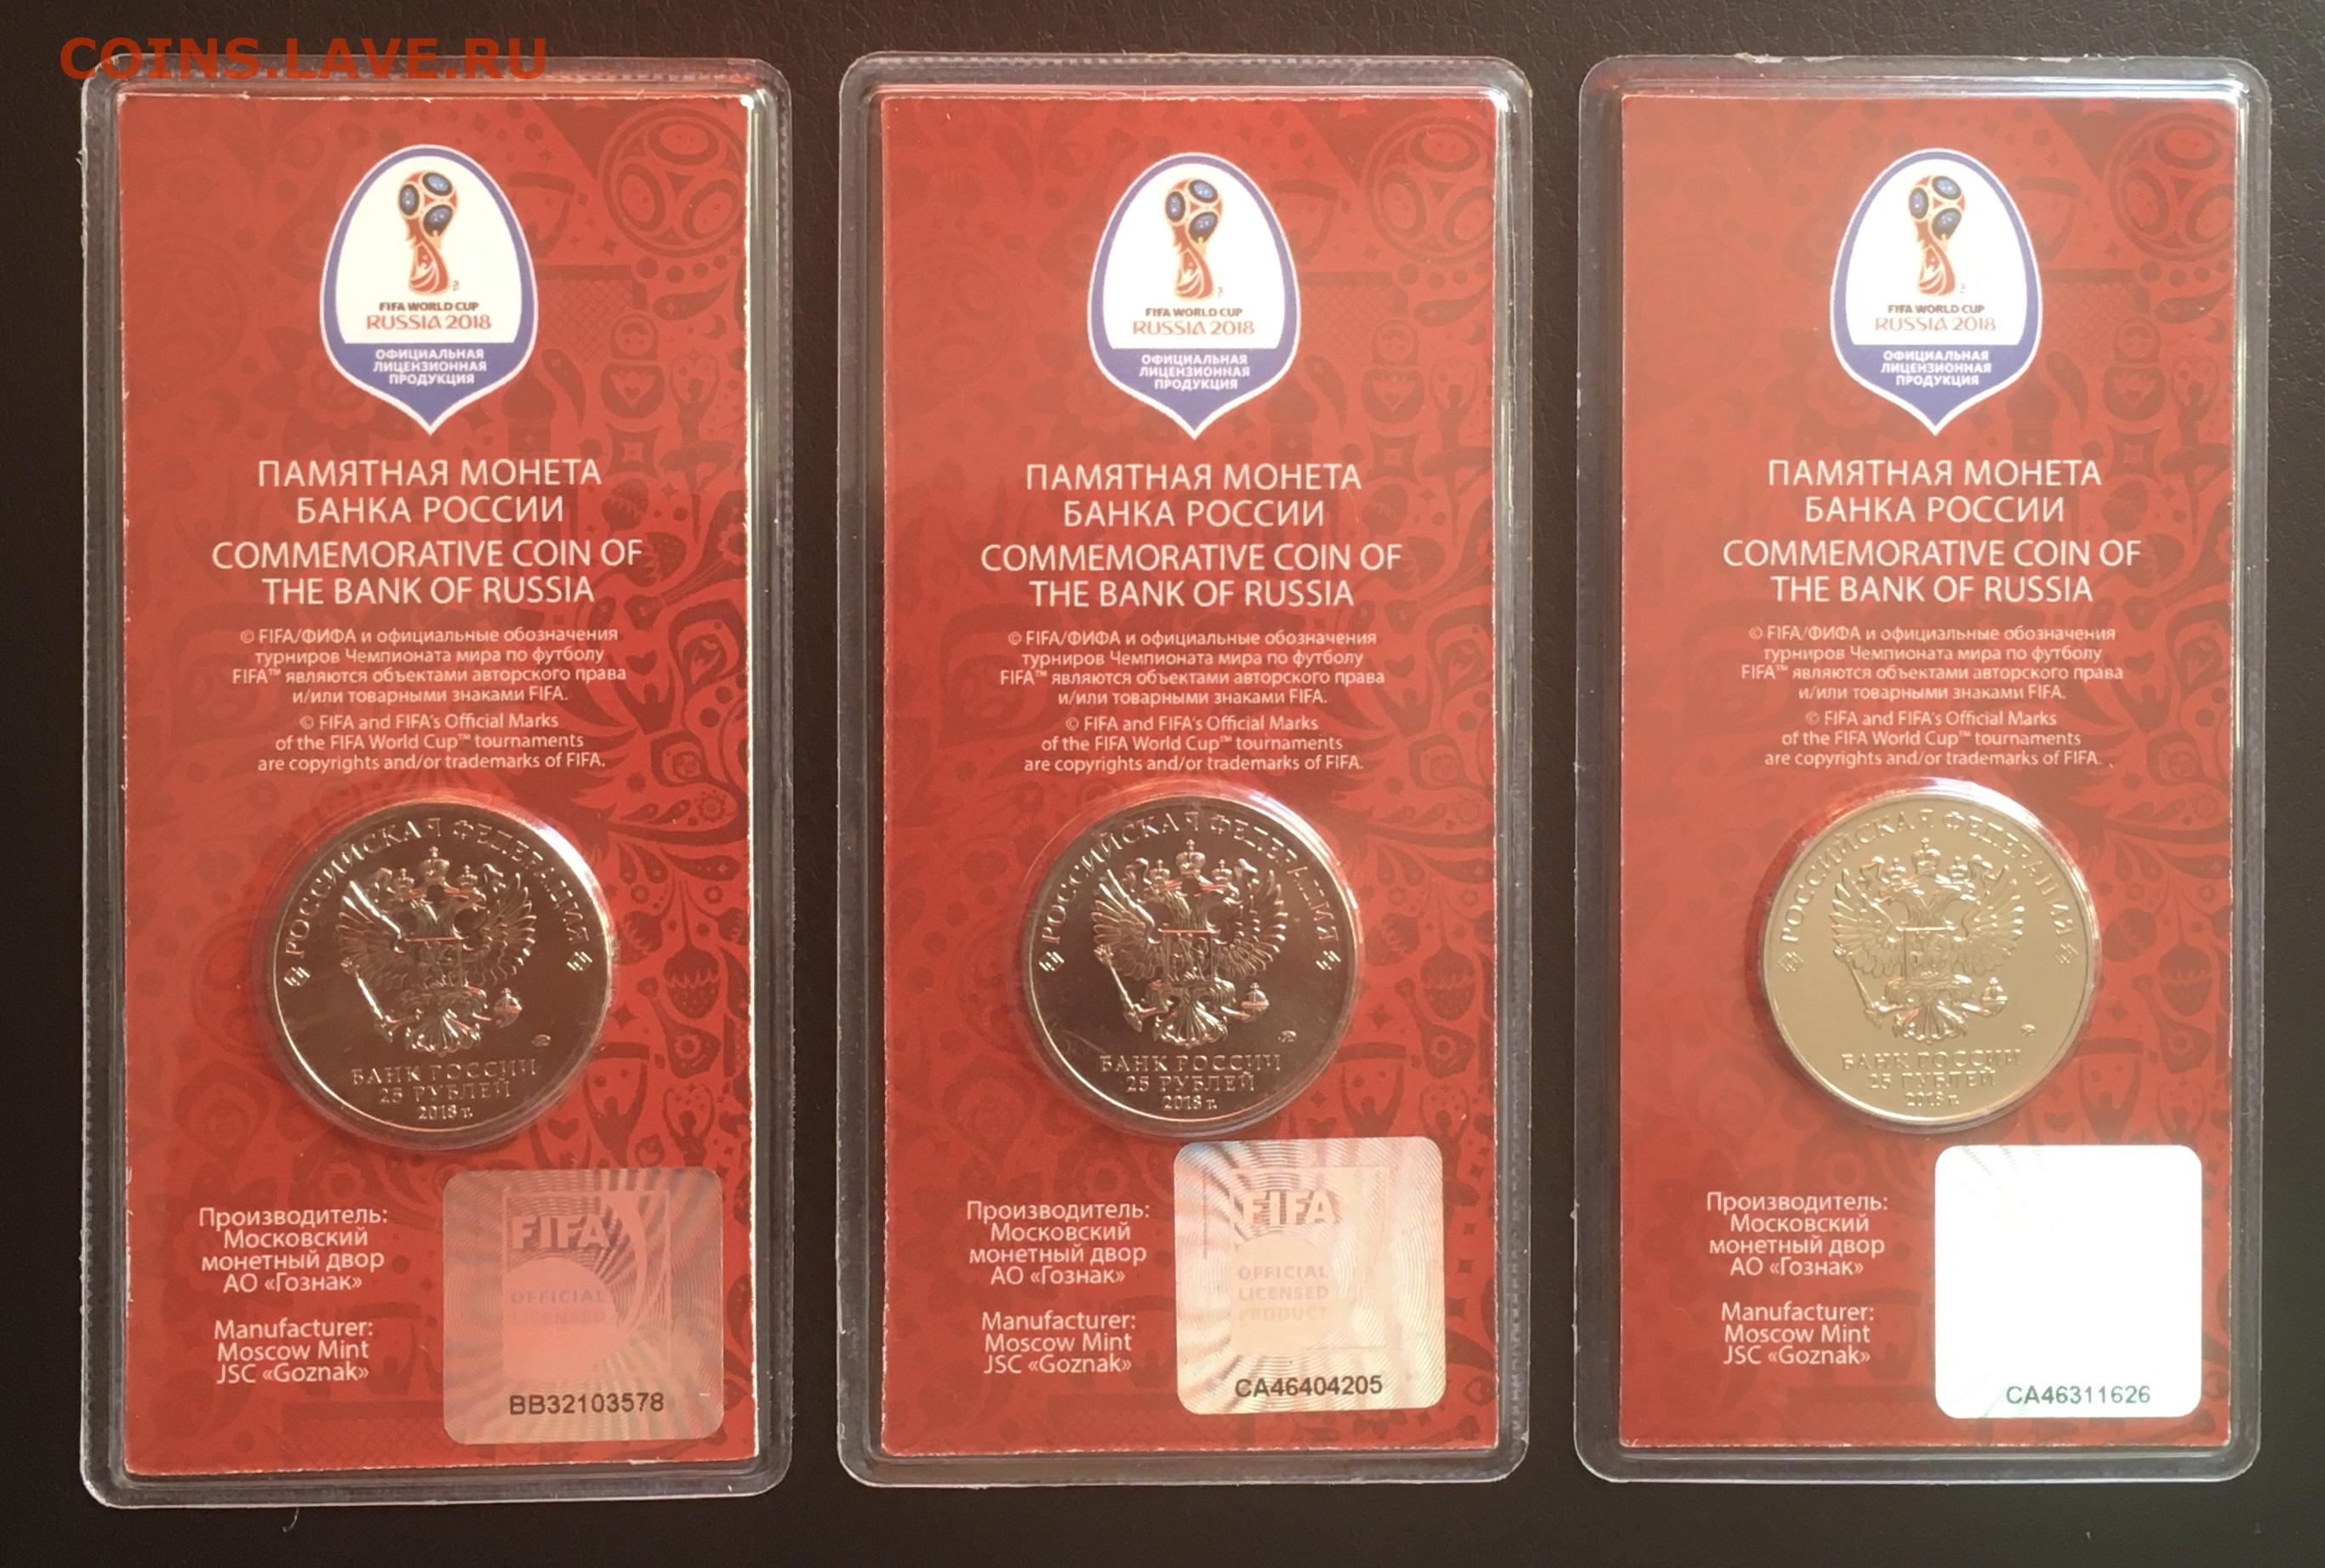 COINS.LAVE.RU
FIFA WORLD CUP
RUSSIA 2018
ОФИЦИАЛЬНАЯ
ЛИЦЕНЗИОННАЯ
ПРОДУКЦИЯ
ПАМЯТНАЯ МОНЕТА
БАНКА РОССИИ
COMMEMORATIVE COIN OF
THE BANK OF RUSSIA
© FIFA/ФИФА и официальные обозначения
турниров Чемпионата мира по футболу
FIFA™ являются объектами авторского права
и/или товарными знаками FIFA.
© FIFA and FIFA's Official Marks
of the FIFA World Cup™ tournaments
are copyrights and/or trademarks of FIFA.
РОССИЙСКАЯ ФЕДЕРАЦИЯ
БАНК РОССИИ
25 РУБЛЕЙ
2018 г.
Производитель:
Московский
монетный двор
АО «Гознак»
Manufacturer:
Moscow Mint
JSC «Goznak»
FIFA
OFFICIAL
LICENSED
BB32103578
FIFA WORLD CUP
RUSSIA 2018
ОФИЦИАЛЬНАЯ
ЛИЦЕНЗИОННАЯ
ПРОДУКЦИЯ
ПАМЯТНАЯ МОНЕТА
БАНКА РОССИИ
COMMEMORATIVE COIN OF
THE BANK OF RUSSIA
© FIFA/ФИФА и официальные обозначения
турниров Чемпионата мира по футболу
FIFA™ являются объектами авторского права
и/или товарными знаками FIFA.
© FIFA and FIFA's Official Marks
of the FIFA World Cup™ tournaments
are copyrights and/or trademarks of FIFA.
РОССИЙСКАЯ ФЕДЕРАЦИЯ
БАНК РОССИИ
25 РУБЛЕЙ
2018 г.
Производитель:
Московский
монетный двор
АО «Гознак»
Manufacturer:
Moscow Mint
JSC «Goznak»
FIFA
OFFICIAL
LICENSED
PRODUCT
CA46404205
FIFA WORLD CUP
RUSSIA 2018
ОФИЦИАЛЬНАЯ
ЛИЦЕНЗИОННАЯ
ПРОДУКЦИЯ
ПАМЯТНАЯ МОНЕТА
БАНКА РОССИИ
COMMEMORATIVE COIN OF
THE BANK OF RUSSIA
© FIFA/ФИФА и официальные обозначения
турниров Чемпионата мира по футболу
FIFA™ являются объектами авторского права
и/или товарными знаками FIFA.
© FIFA and FIFA's Official Marks
of the FIFA World Cup™ tournaments
are copyrights and/or trademarks of FIFA.
РОССИЙСКАЯ ФЕДЕРАЦИЯ
БАНК РОССИИ
25 РУБЛЕЙ
2018 г.
Производитель:
Московский
монетный двор
АО «Гознак»
Manufacturer:
Moscow Mint
JSC «Goznak»
CA46311626